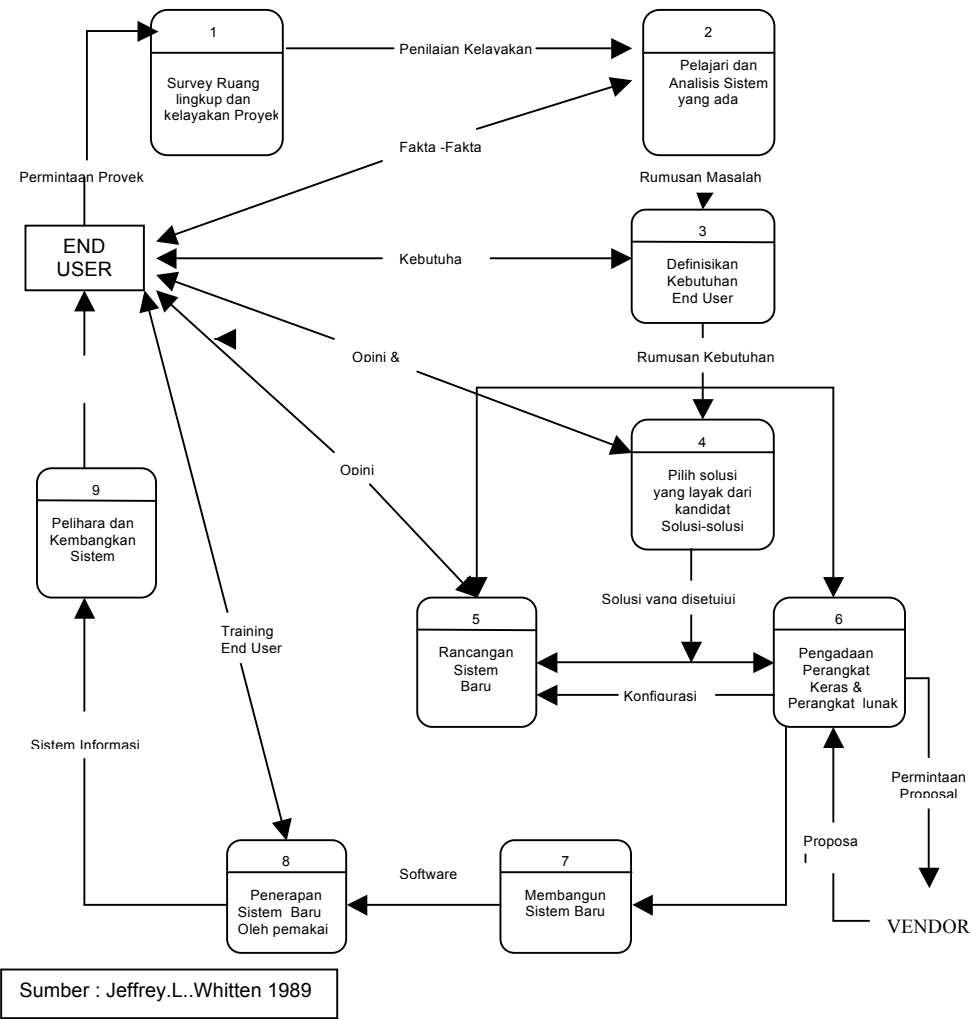 1
Survey Ruang
lingkup dan
kelayakan Proyek
Penilaian Kelayakan
2
Pelajari dan
Analisis Sistem
yang ada
Fakta -Fakta
Permintaan Proyek
Rumusan Masalah
END
USER
3
Definisikan
Kebutuhan
End User
Kebutuha
Rumusan Kebutuhan
Opini &
4
Pilih solusi
yang layak dari
kandidat
Solusi-solusi
Opini
9
Pelihara dan
Kembangkan
Sistem
Solusi yang disetujui
5
Rancangan
Sistem
Baru
6
Pengadaan
Perangkat
Keras &
Perangkat lunak
Training
End User
Konfigurasi
Sistem Informasi
Permintaan
Proposal
Proposa
l
8
Penerapan
Sistem Baru
Oleh pemakai
Software
7
Membangun
Sistem Baru
VENDOR
Sumber : Jeffrey.L..Whitten 1989